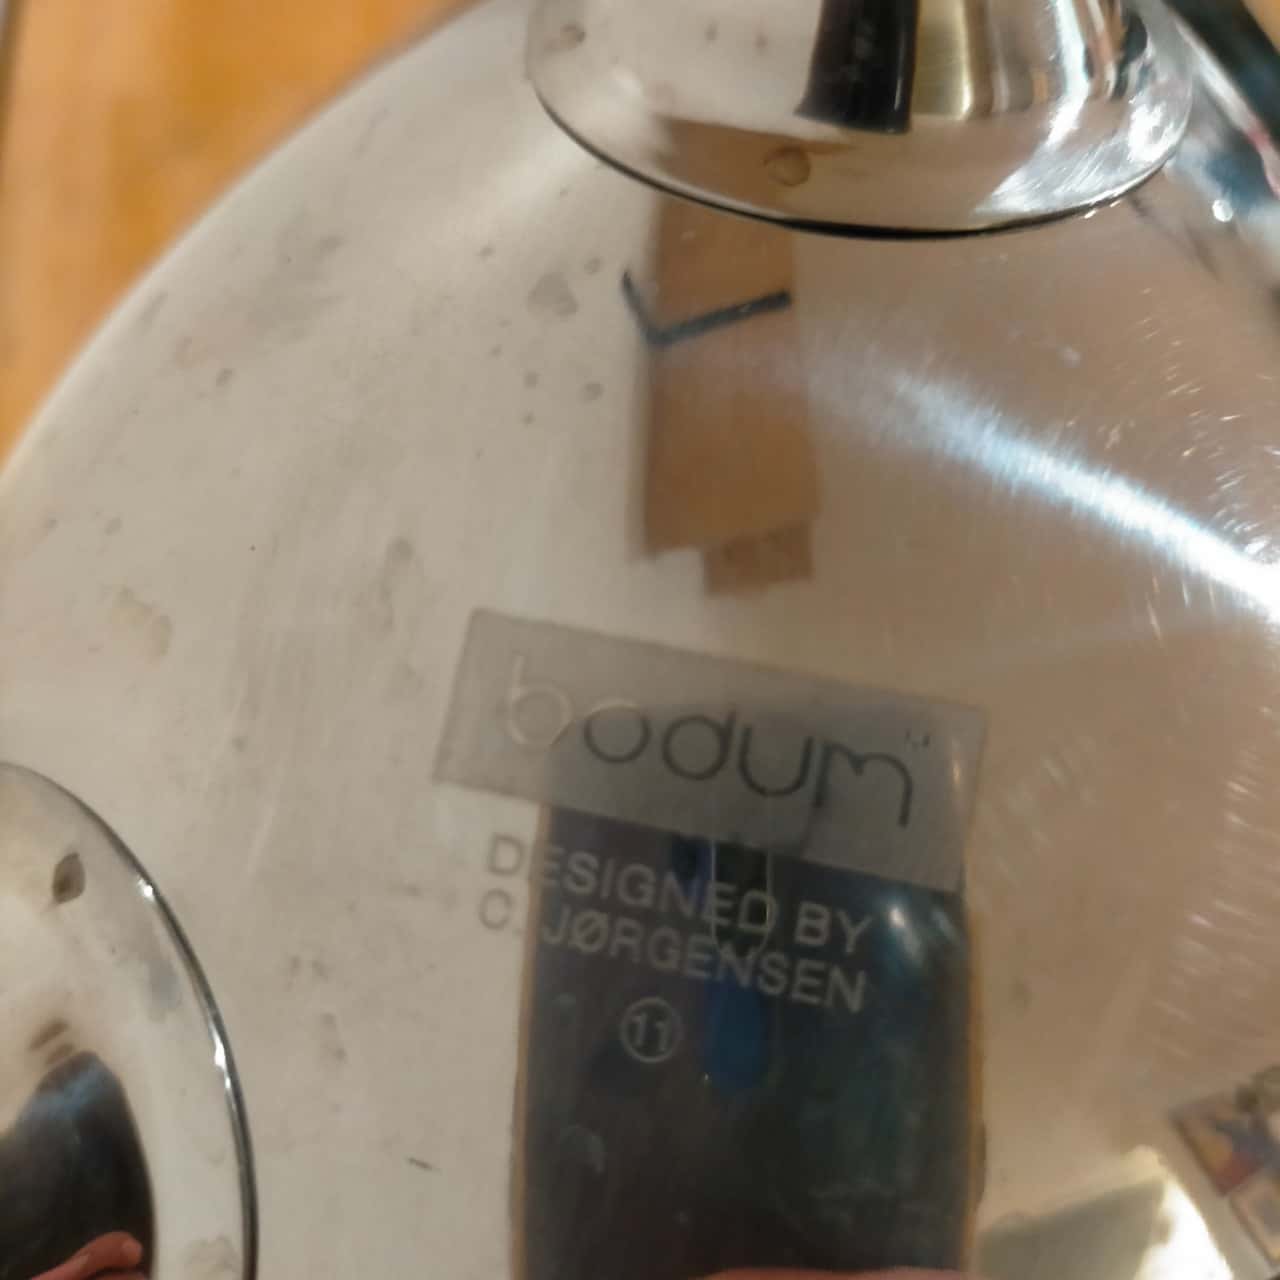 bodum
DESIGNED BY
C. JØRGENSEN
11